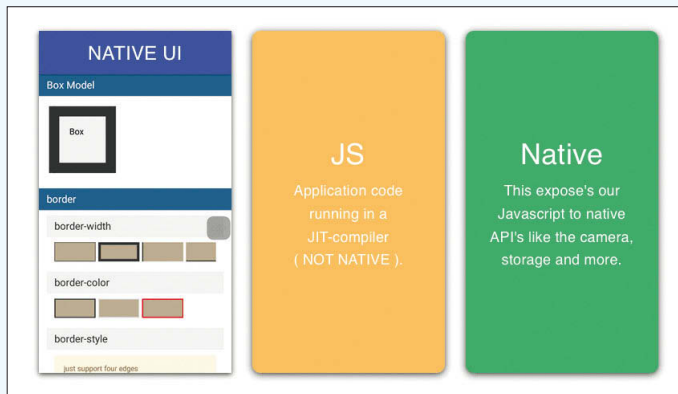 NATIVE UI
Box Model
Box
border
border-width
border-color
border-style
just support four edges
JS
Application code
running in a
JIT-compiler
( NOT NATIVE ).
Native
This expose's our
Javascript to native
API's like the camera,
storage and more.